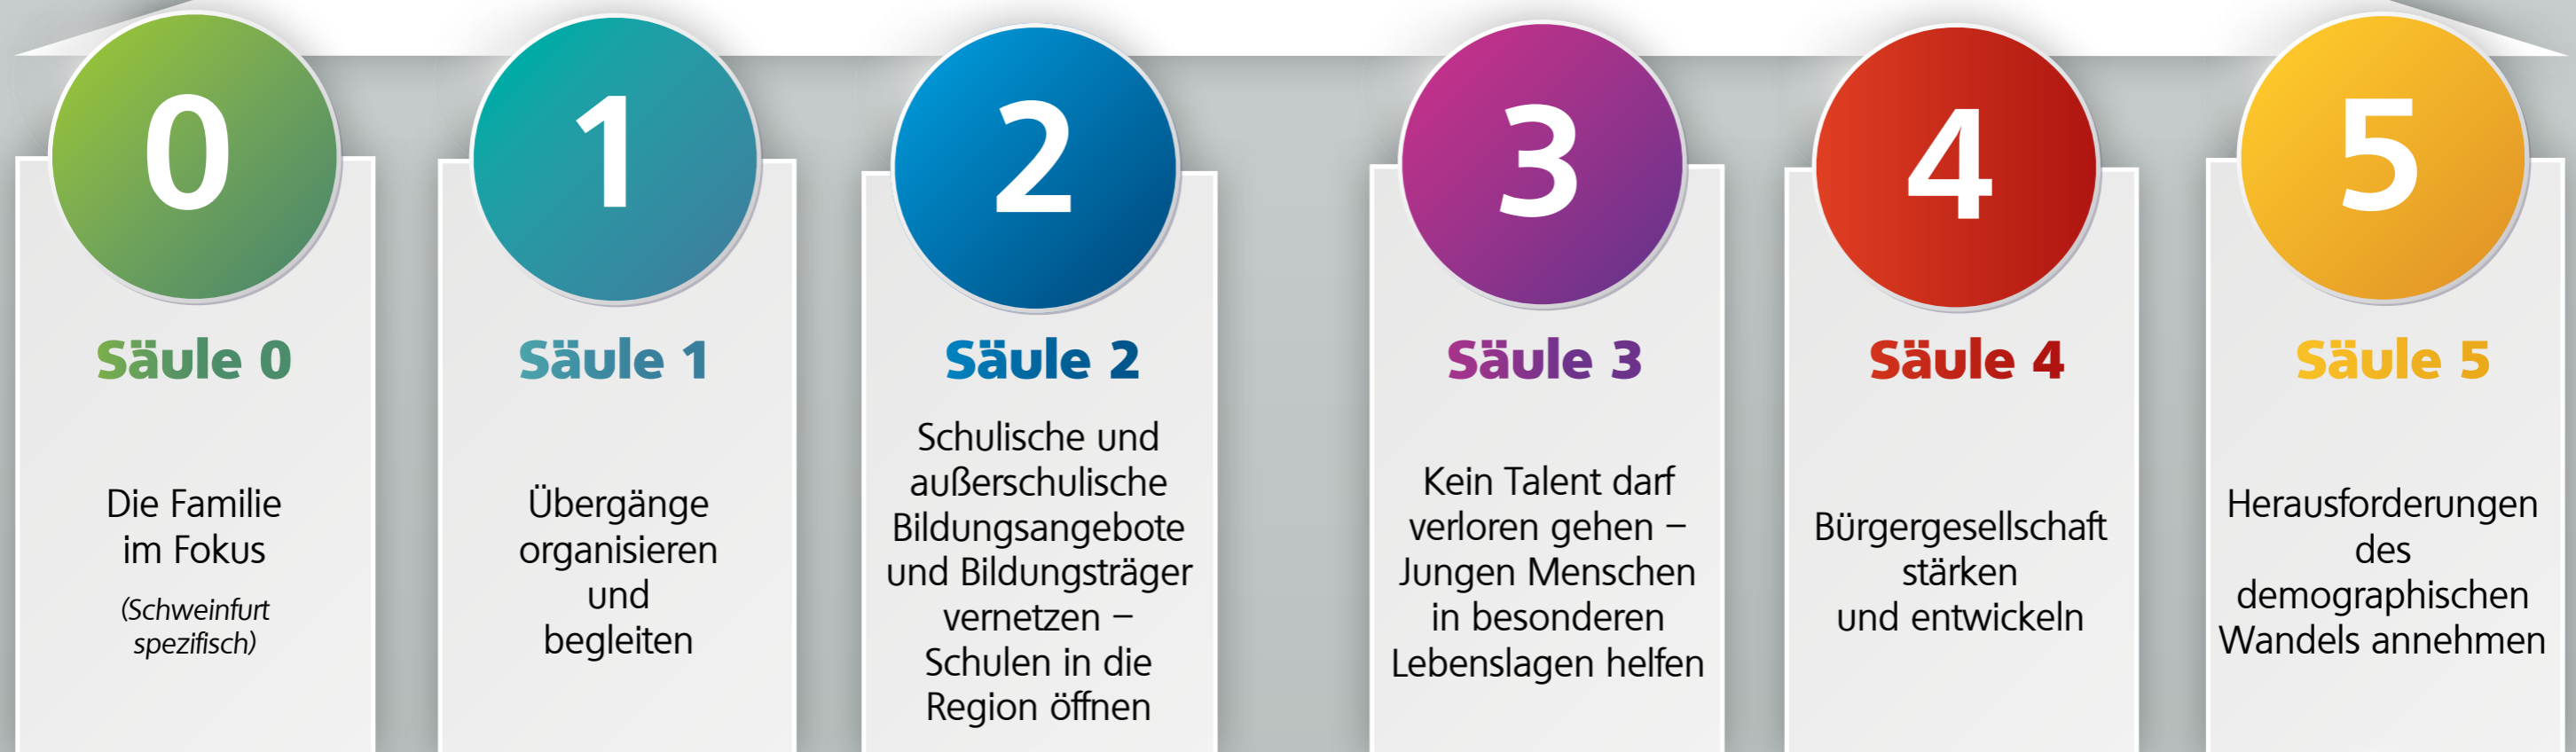 0
Säule 0
Die Familie
im Fokus
(Schweinfurt
spezifisch)
1
Säule 1
Übergänge
organisieren
und
begleiten
2
Säule 2
Schulische und
außerschulische
Bildungsangebote
und Bildungsträger
vernetzen –
Schulen in die
Region öffnen
3
Säule 3
Kein Talent darf
verloren gehen –
Jungen Menschen
in besonderen
Lebenslagen helfen
4
Säule 4
Bürgergesellschaft
stärken
und entwickeln
5
Säule 5
Herausforderungen
des
demographischen
Wandels annehmen